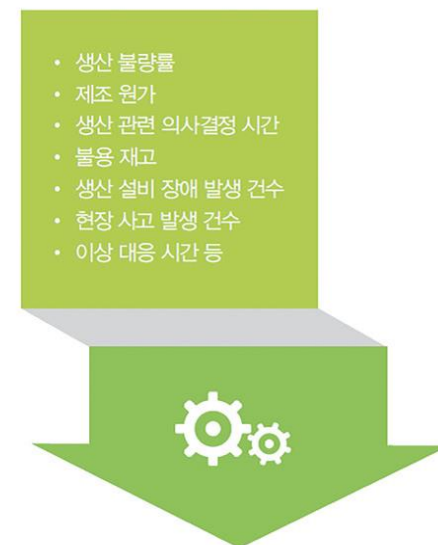 • 생산 불량률
• 제조 원가
• 생산 관련 의사결정 시간
• 불용 재고
• 생산 설비 장애 발생 건수
• 현장 사고 발생 건수
• 이상 대응 시간 등